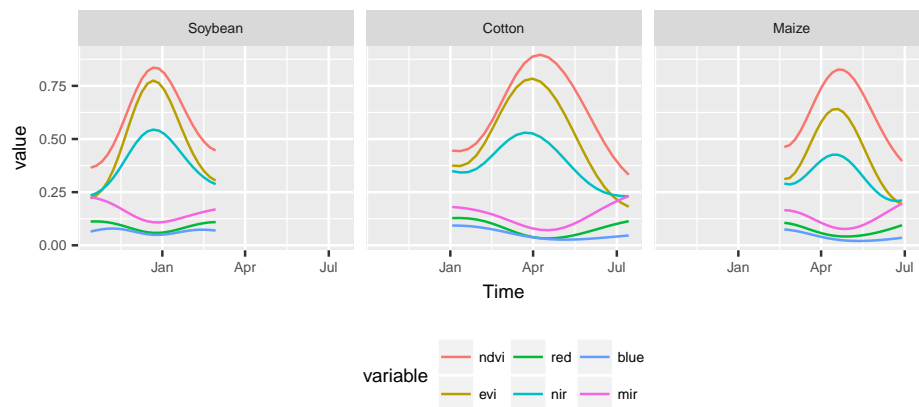 Soybean Cotton Maize
value
0.75
0.50
0.25
0.00
Jan Apr Jul Jan Apr Jul Jan Apr Jul
Time
variable
ndvi red blue
evi nir mir